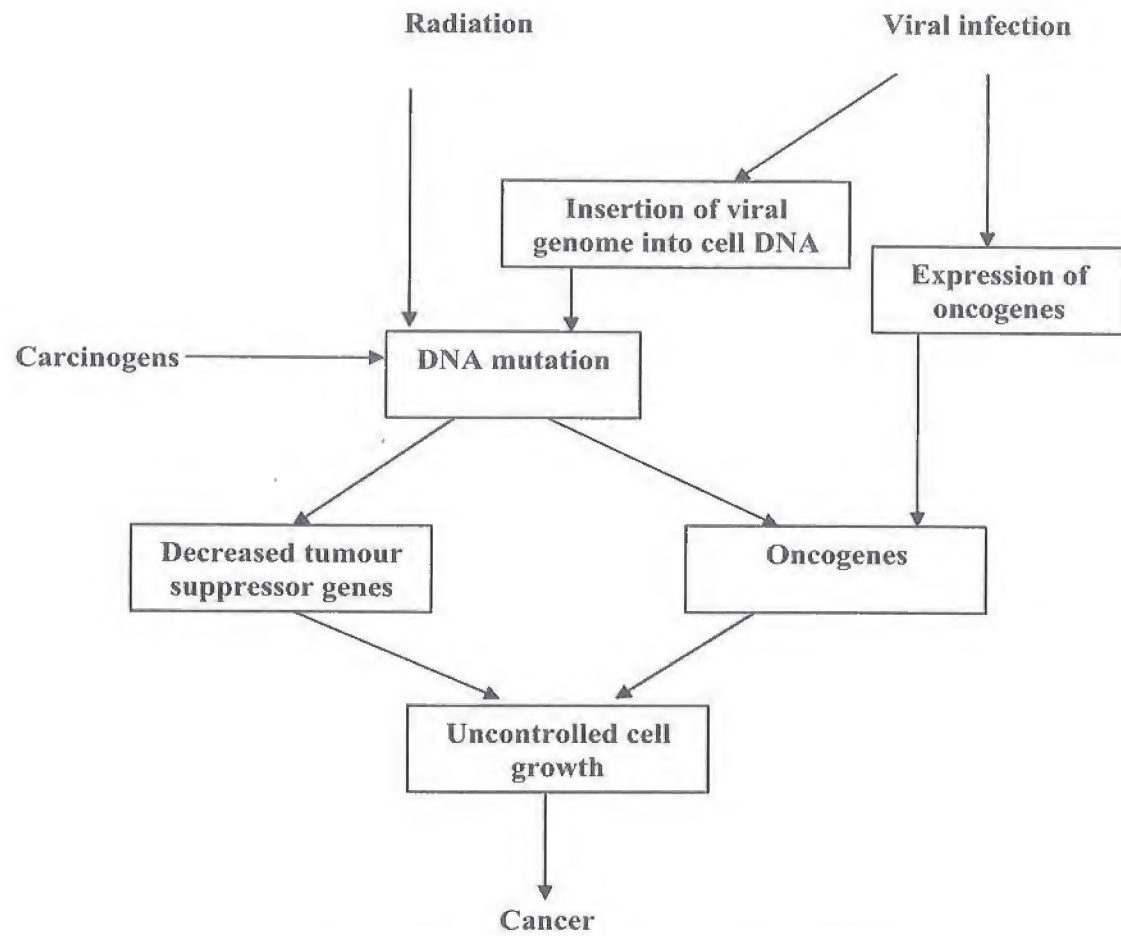 Radiation
Viral infection
Insertion of viral
genome into cell DNA
Expression of
oncogenes
Carcinogens
DNA mutation
Decreased tumour
suppressor genes
Oncogenes
Uncontrolled cell
growth
Cancer